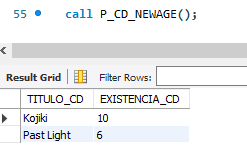 55 call P_CD_NEWAGE();
Result Grid Filter Rows:
TITULO_CD EXISTENCIA_CD
Kojiki 10
Past Light 6